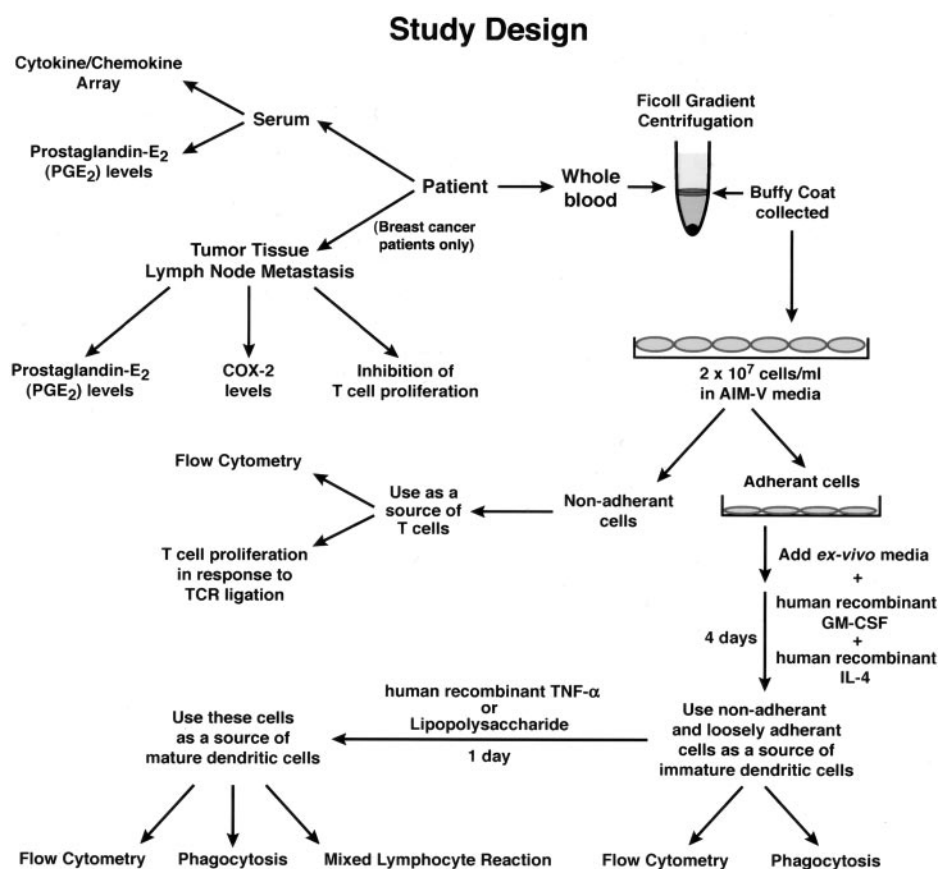 Study Design
Cytokine/Chemokine
Array
Serum
Prostaglandin-E2
(PGE2) levels
Patient
(Breast cancer
patients only)
Whole
blood
Ficoll Gradient
Centrifugation
Buffy Coat
collected
Tumor Tissue
Lymph Node Metastasis
Prostaglandin-E2
(PGE2) levels
COX-2
levels
Inhibition of
T cell proliferation
2 x 10⁷ cells/ml
in AIM-V media
Flow Cytometry
Use as a
source of
T cells
Non-adherant
cells
Adherant cells
T cell proliferation
in response to
TCR ligation
Add ex-vivo media
+
human recombinant
GM-CSF
+
human recombinant
IL-4
4 days
human recombinant TNF-α
or
Lipopolysaccharide
1 day
Use these cells
as a source of
mature dendritic cells
Use non-adherant
and loosely adherant
cells as a source of
immature dendritic cells
Flow Cytometry
Phagocytosis
Mixed Lymphocyte Reaction
Flow Cytometry
Phagocytosis